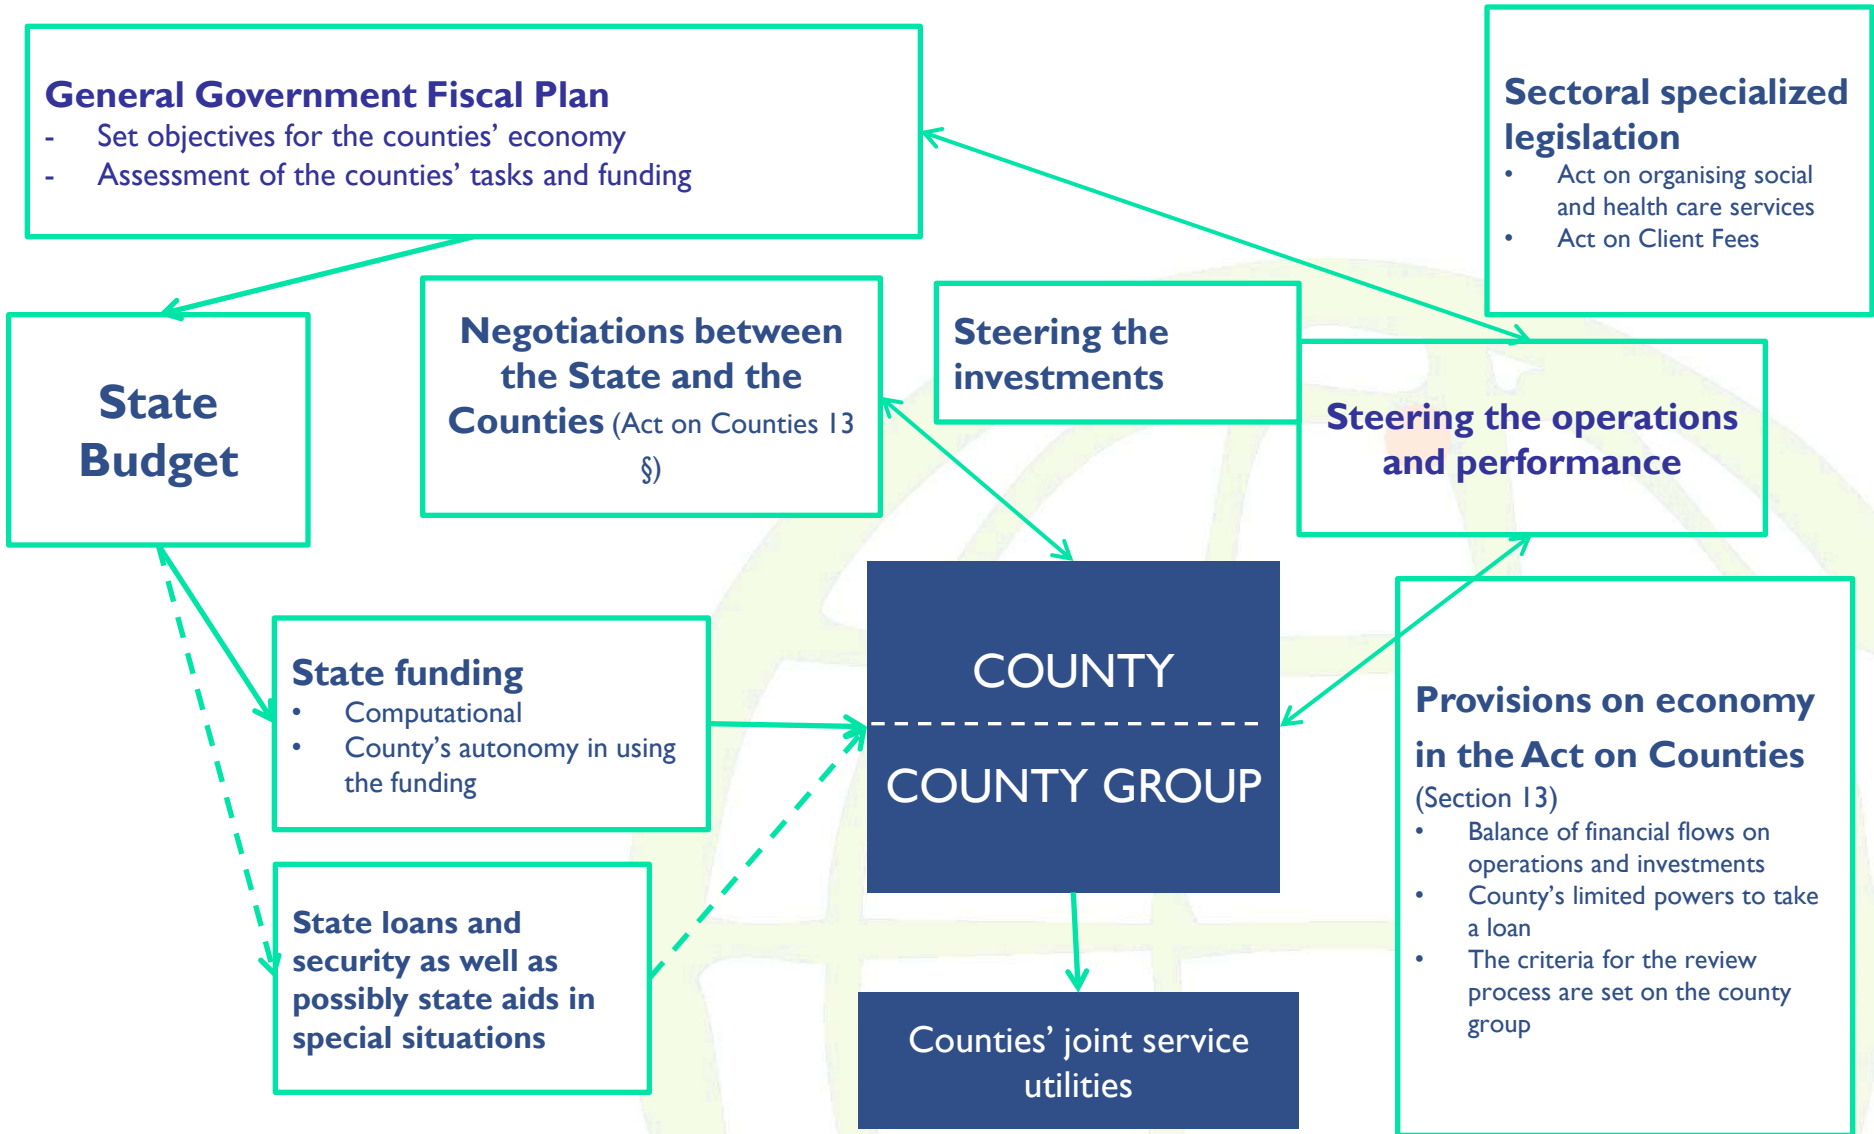 General Government Fiscal Plan
- Set objectives for the counties’ economy
- Assessment of the counties’ tasks and funding
Sectoral specialized
legislation
• Act on organising social
and health care services
• Act on Client Fees
State
Budget
Negotiations between
the State and the
Counties (Act on Counties 13
§)
Steering the
investments
Steering the operations
and performance
State funding
• Computational
• County’s autonomy in using
the funding
State loans and
security as well as
possibly state aids in
special situations
COUNTY
COUNTY GROUP
Counties’ joint service
utilities
Provisions on economy
in the Act on Counties
(Section 13)
• Balance of financial flows on
operations and investments
• County’s limited powers to take
a loan
• The criteria for the review
process are set on the county
group